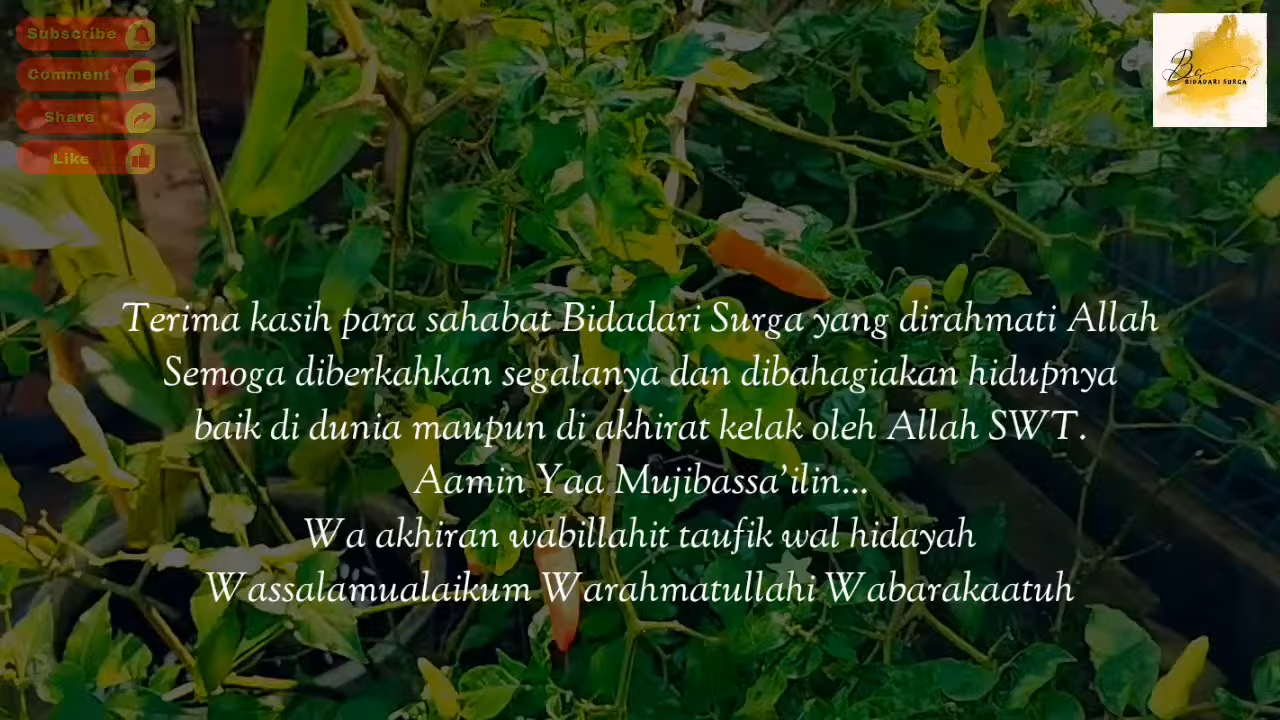 Subscribe
Comment
Share
Like
Bs
BIDADARI SURGA
Terima kasih para sahabat Bidadari Surga yang dirahmati Allah
Semoga diberkahkan segalanya dan dibahagiakan hidupnya
baik di dunia maupun di akhirat kelak oleh Allah SWT.
Aamin Yaa Mujibassa'ilin...
Wa akhiran wabillahit taufik wal hidayah
Wassalamualaikum Warahmatullahi Wabarakaatuh